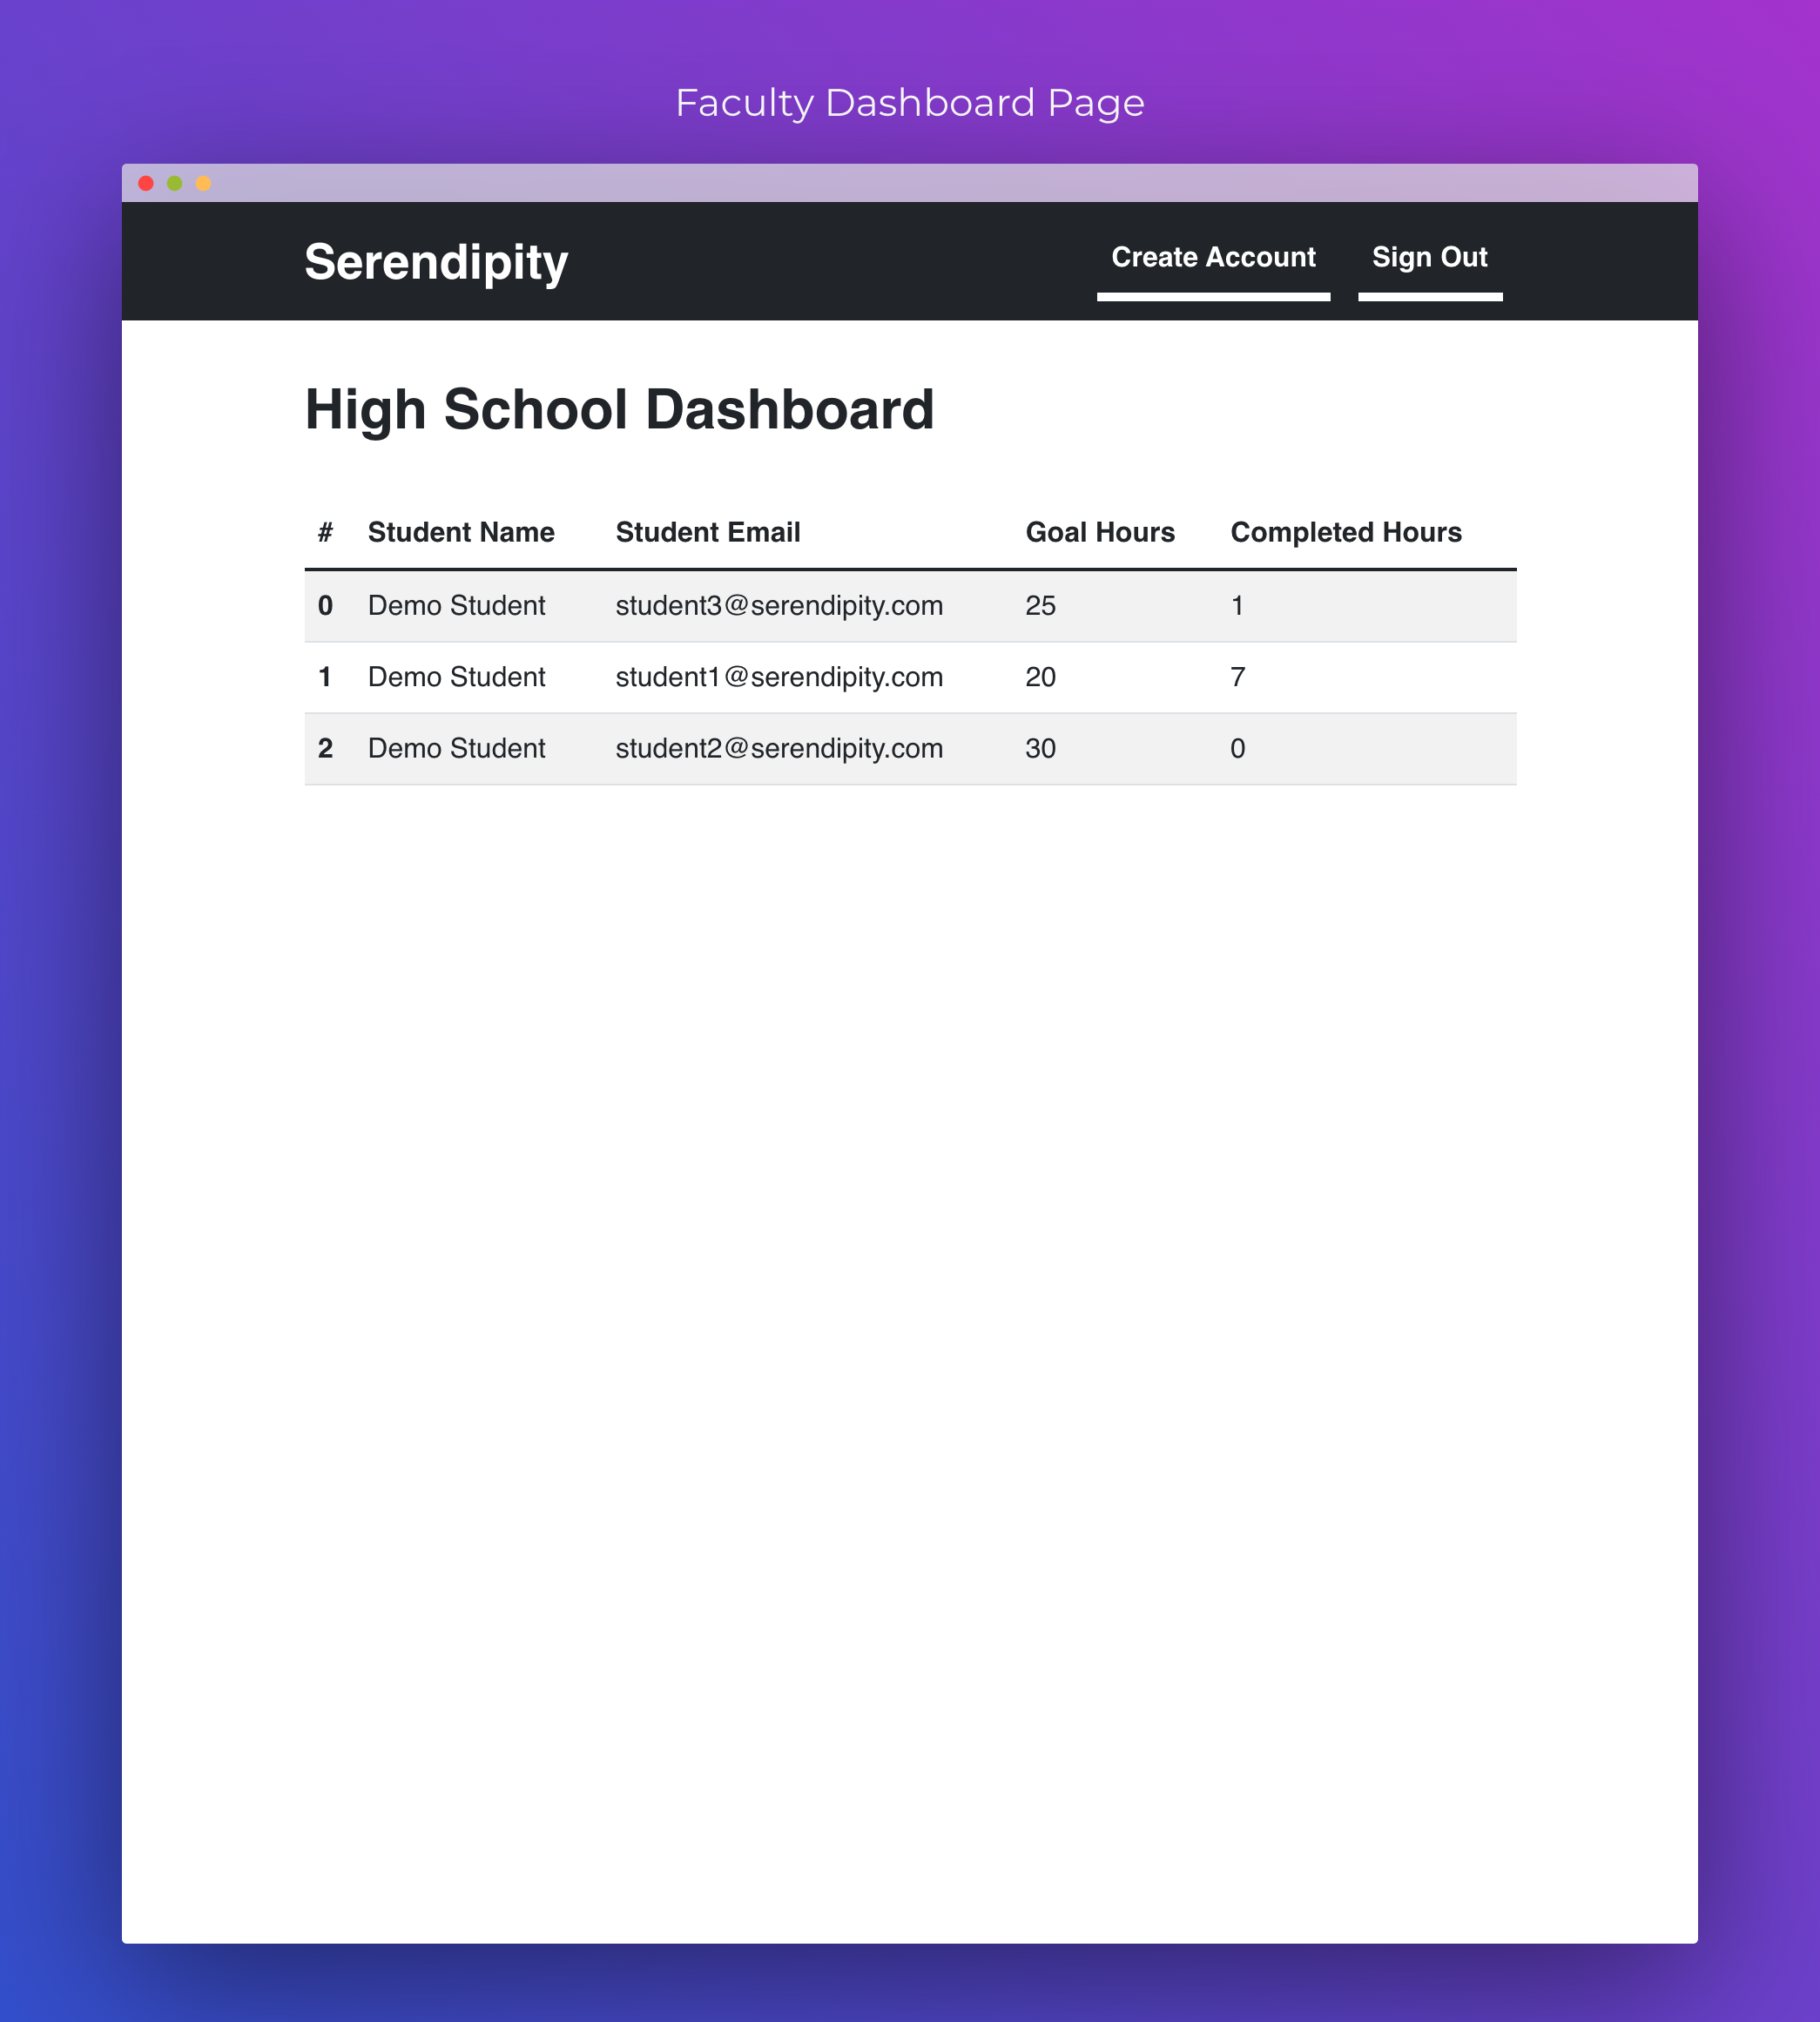 Faculty Dashboard Page
Serendipity Create Account Sign Out
High School Dashboard
# Student Name Student Email Goal Hours Completed Hours
0 Demo Student student3@serendipity.com 25 1
1 Demo Student student1@serendipity.com 20 7
2 Demo Student student2@serendipity.com 30 0